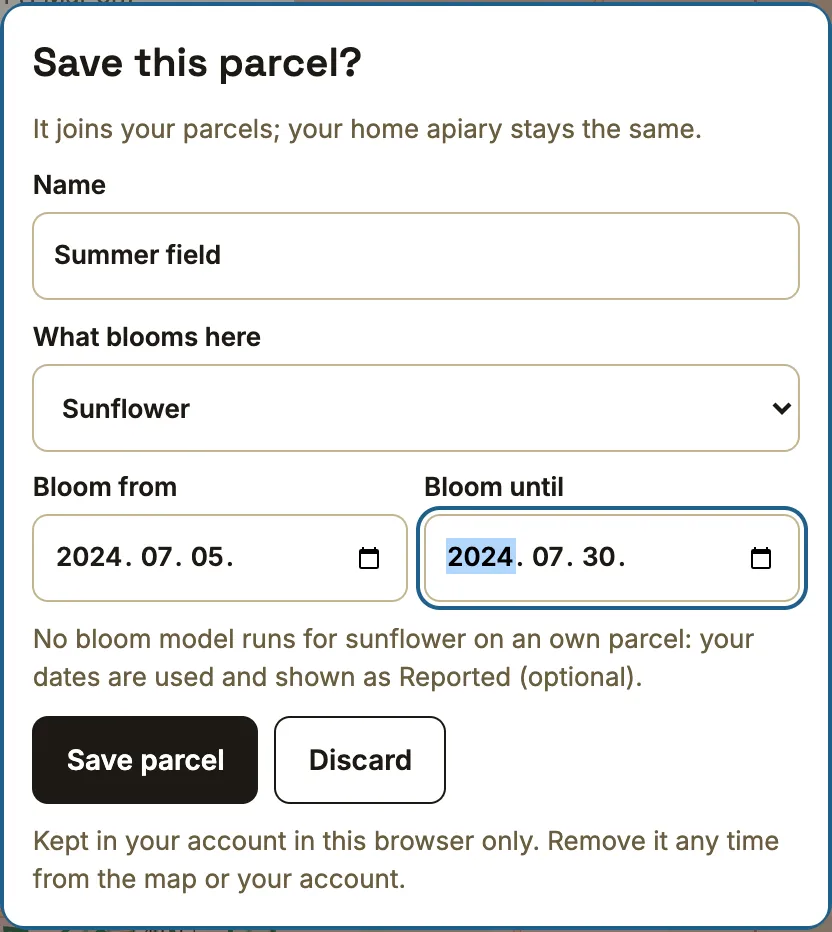 Save this parcel?
It joins your parcels; your home apiary stays the same.
Name
Summer field
What blooms here
Sunflower
Bloom from
Bloom until
2024. 07. 05.
2024. 07. 30.
No bloom model runs for sunflower on an own parcel: your
dates are used and shown as Reported (optional).
Save parcel
Discard
Kept in your account in this browser only. Remove it any time
from the map or your account.